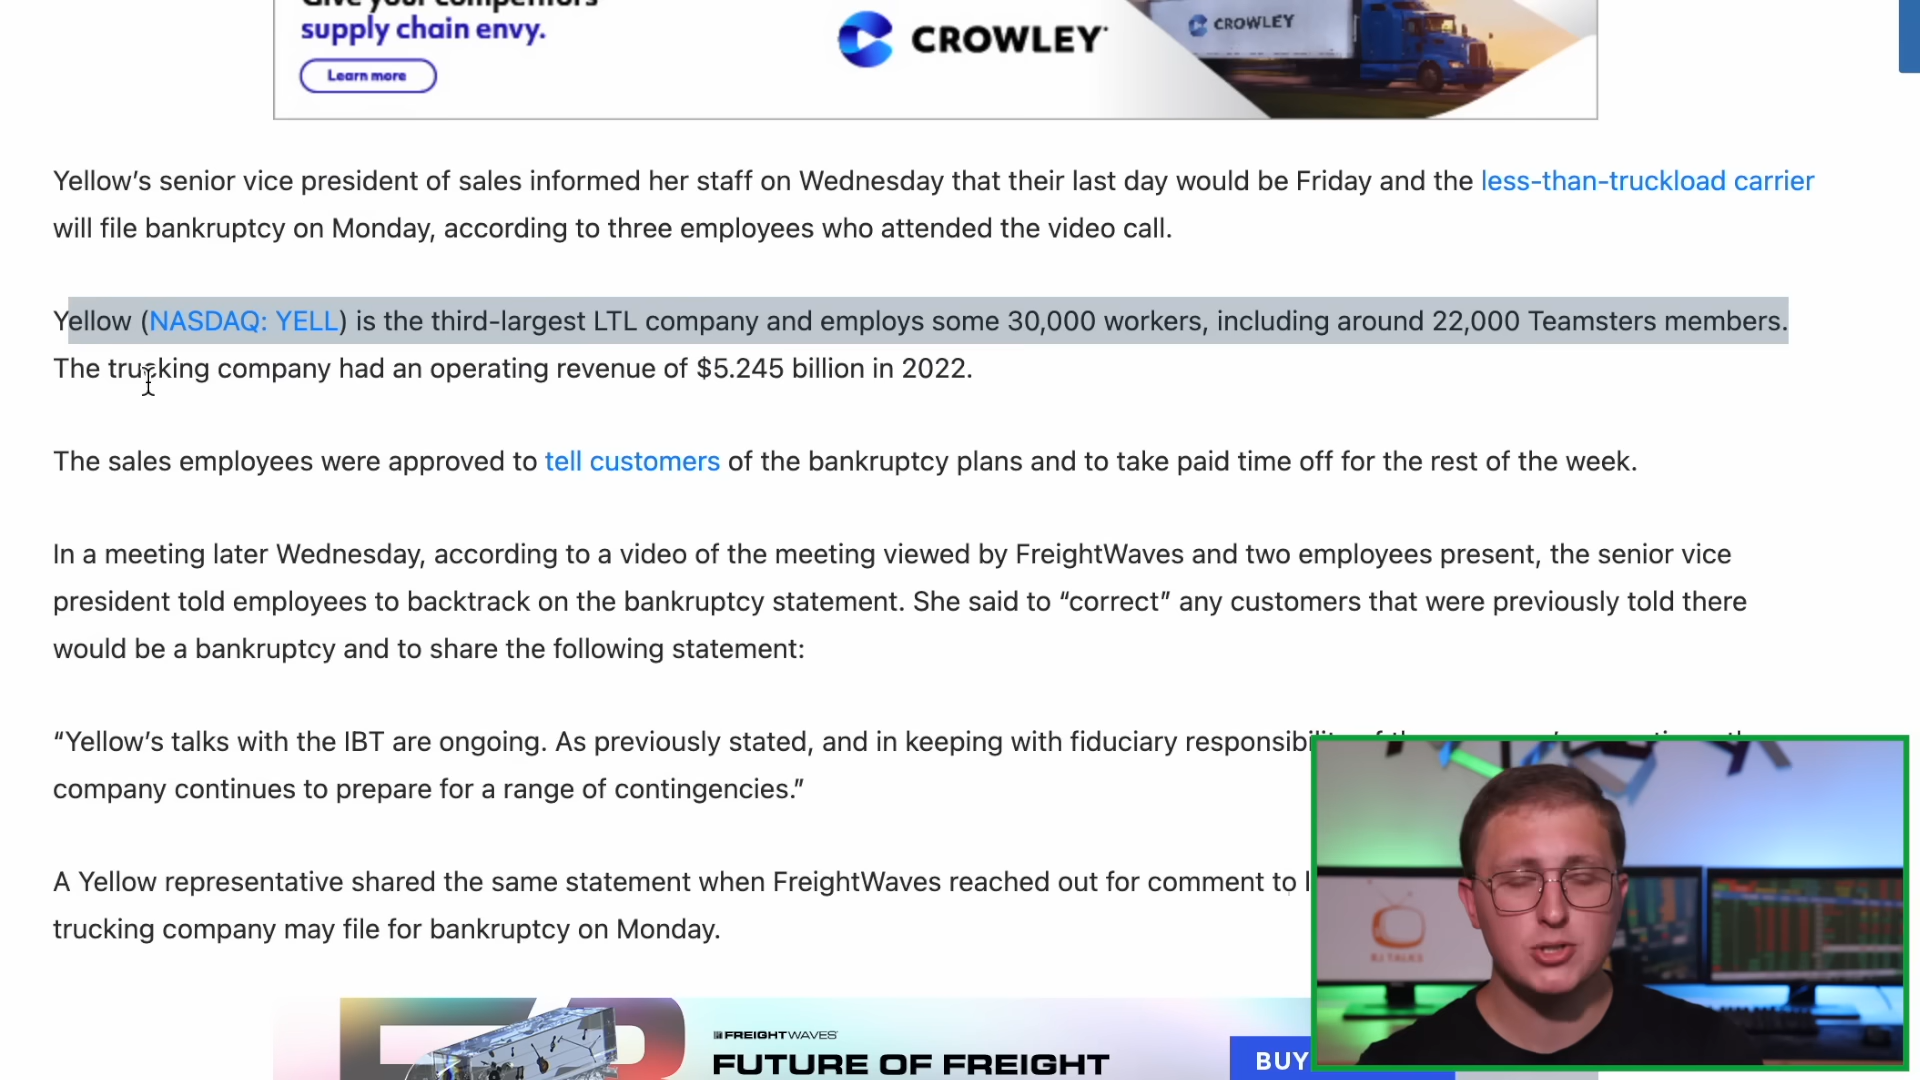 Give your competitors
supply chain envy.
Learn more
CROWLEY
CROWLEY
Yellow’s senior vice president of sales informed her staff on Wednesday that their last day would be Friday and the less-than-truckload carrier
will file bankruptcy on Monday, according to three employees who attended the video call.
Yellow (NASDAQ: YELL) is the third-largest LTL company and employs some 30,000 workers, including around 22,000 Teamsters members.
The trucking company had an operating revenue of $5.245 billion in 2022.
The sales employees were approved to tell customers of the bankruptcy plans and to take paid time off for the rest of the week.
In a meeting later Wednesday, according to a video of the meeting viewed by FreightWaves and two employees present, the senior vice
president told employees to backtrack on the bankruptcy statement. She said to “correct” any customers that were previously told there
would be a bankruptcy and to share the following statement:
“Yellow’s talks with the IBT are ongoing. As previously stated, and in keeping with fiduciary
company continues to prepare for a range of contingencies.”
A Yellow representative shared the same statement when FreightWaves reached out for comment to
trucking company may file for bankruptcy on Monday.
FREIGHTWAVES
FUTURE OF FREIGHT
BUY
RJ TALKS